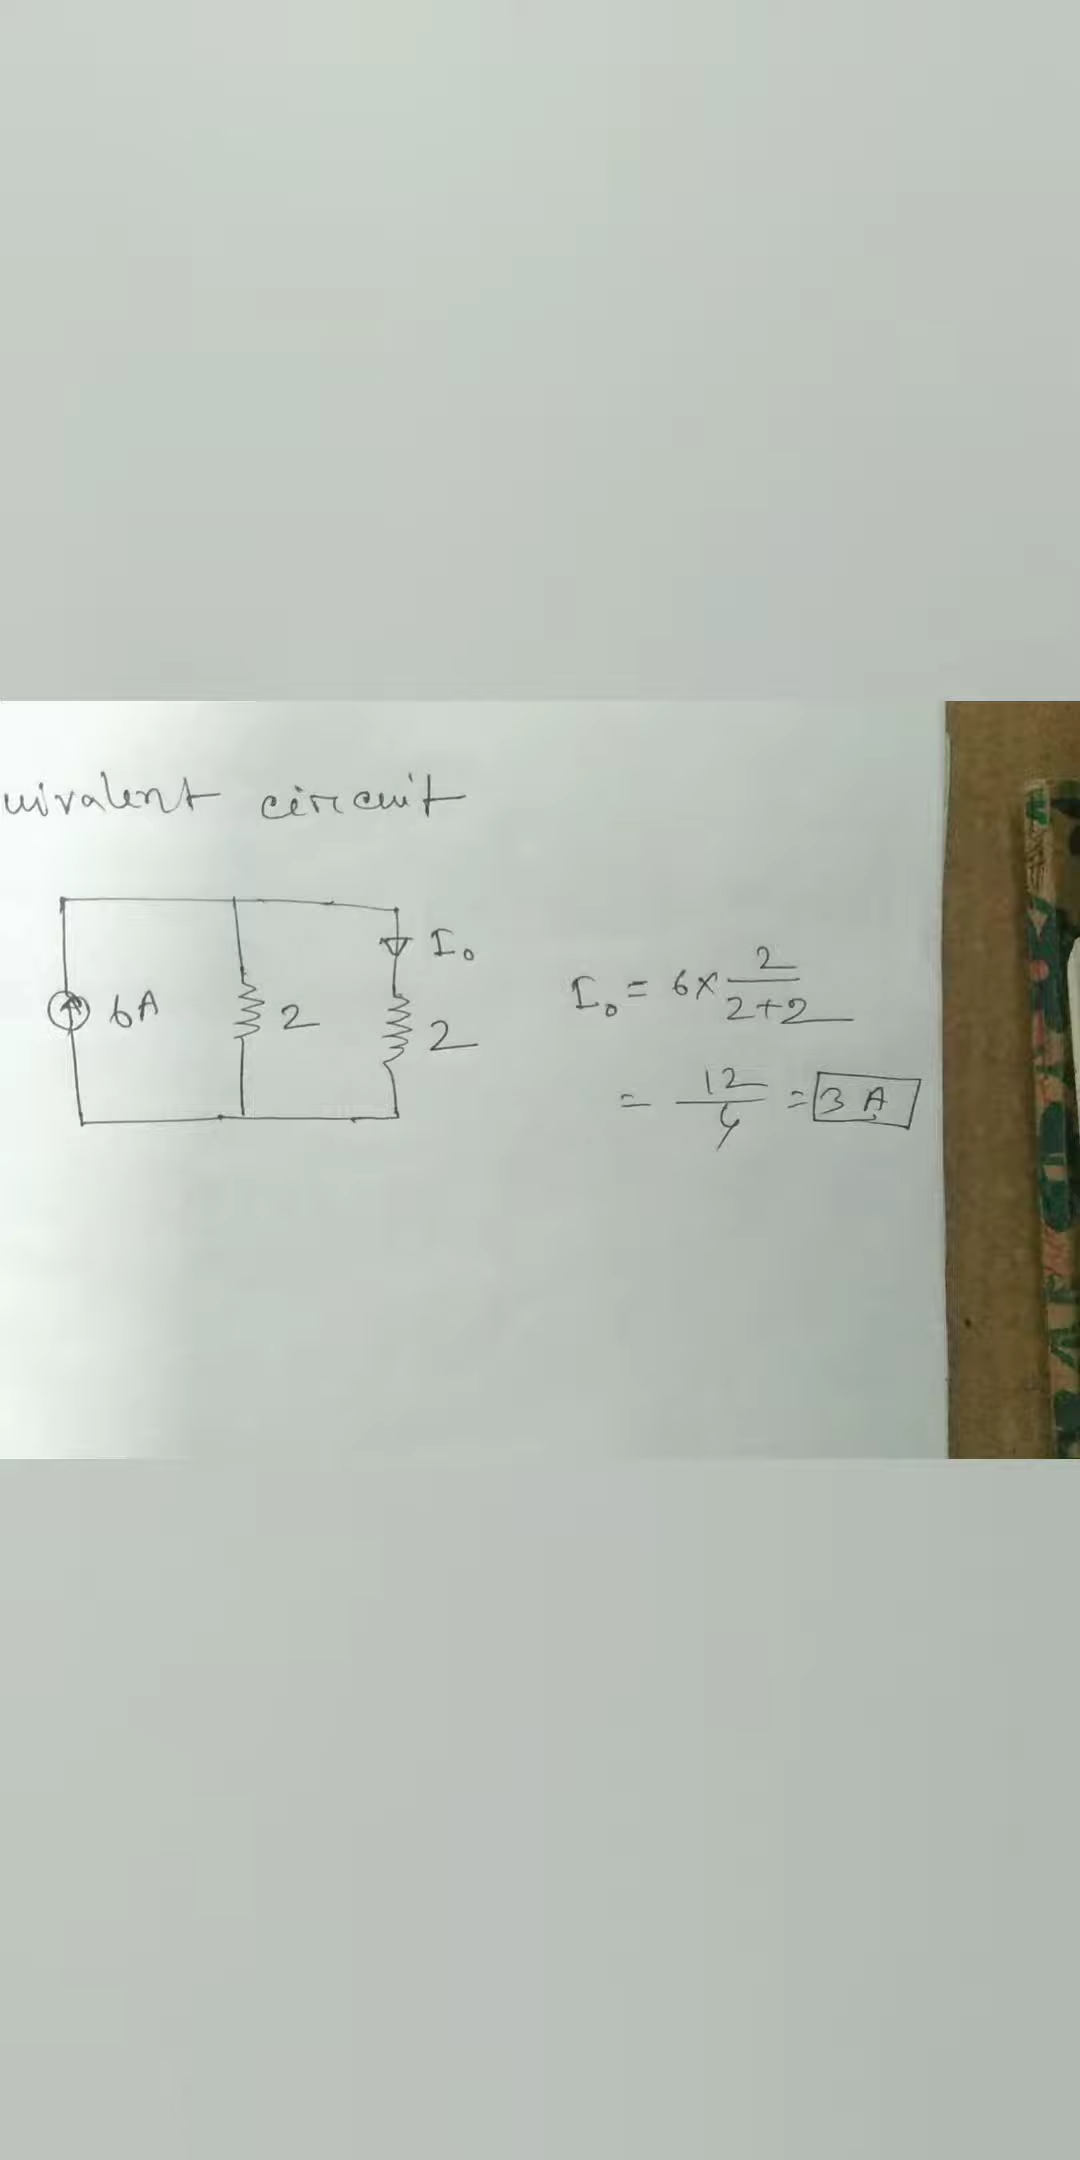 uivalent circuit
6A
2
I₀
2
I₀ = 6 × 2/(2+2)
= 12/4 = 3 A